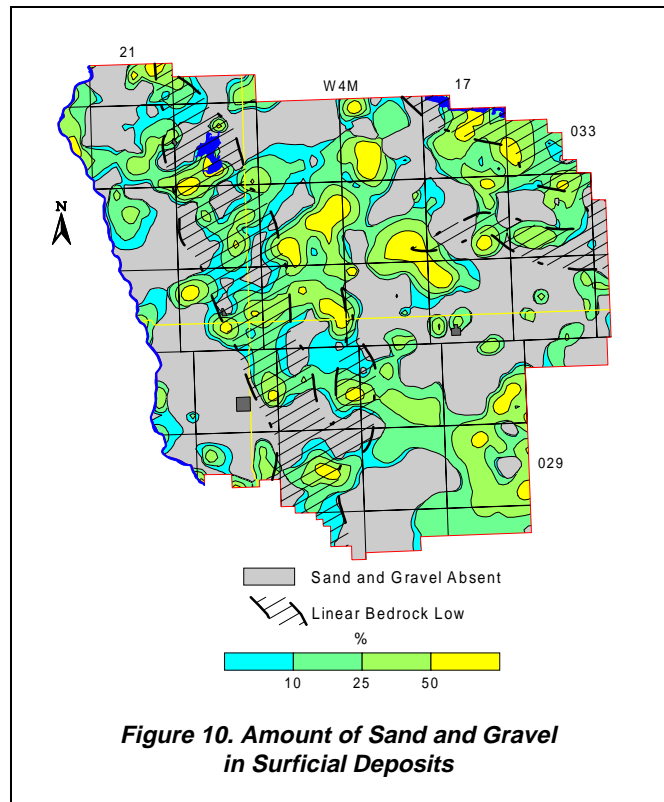 21
W4M
17
033
N
029
Sand and Gravel Absent
Linear Bedrock Low
%
10 25 50
Figure 10. Amount of Sand and Gravel
in Surficial Deposits